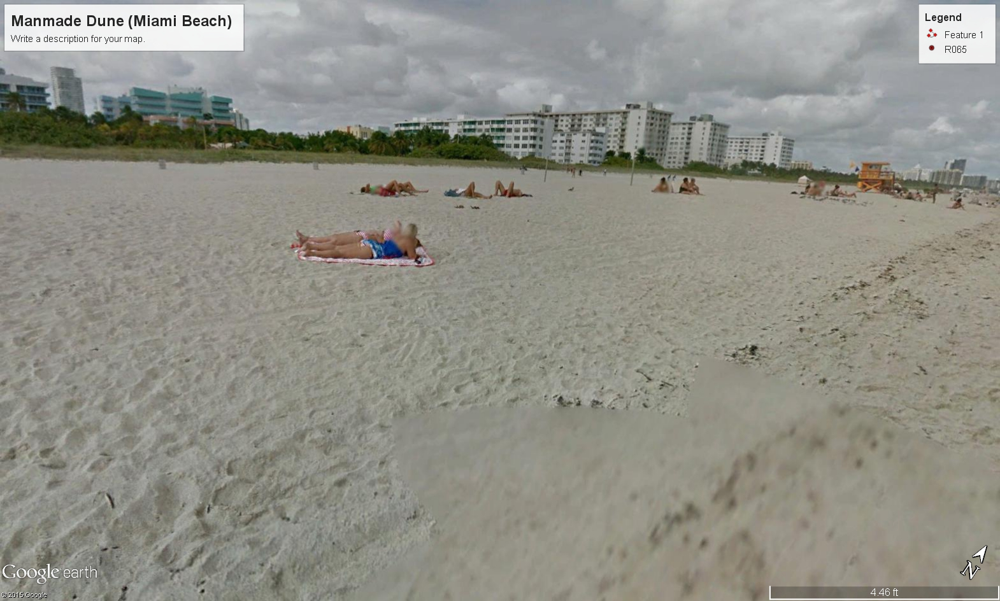 Manmade Dune (Miami Beach)
Write a description for your map.
Legend
Feature 1
R065
Google earth
© 2015 Google
N
4.46 ft